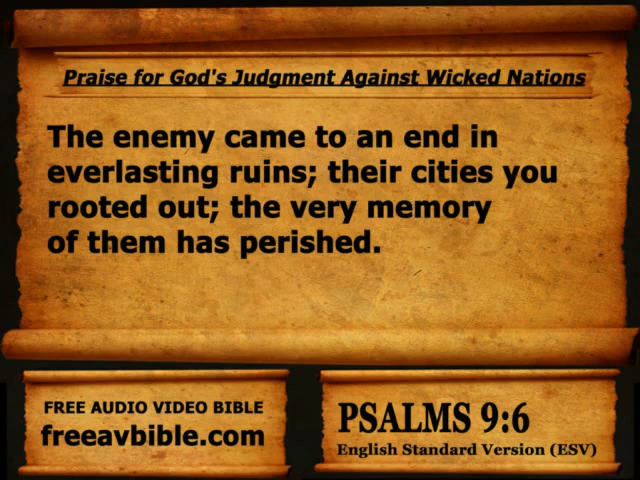 Praise for God's Judgment Against Wicked Nations
The enemy came to an end in
everlasting ruins; their cities you
rooted out; the very memory
of them has perished.
FREE AUDIO VIDEO BIBLE
freeavbible.com
PSALMS 9:6
English Standard Version (ESV)